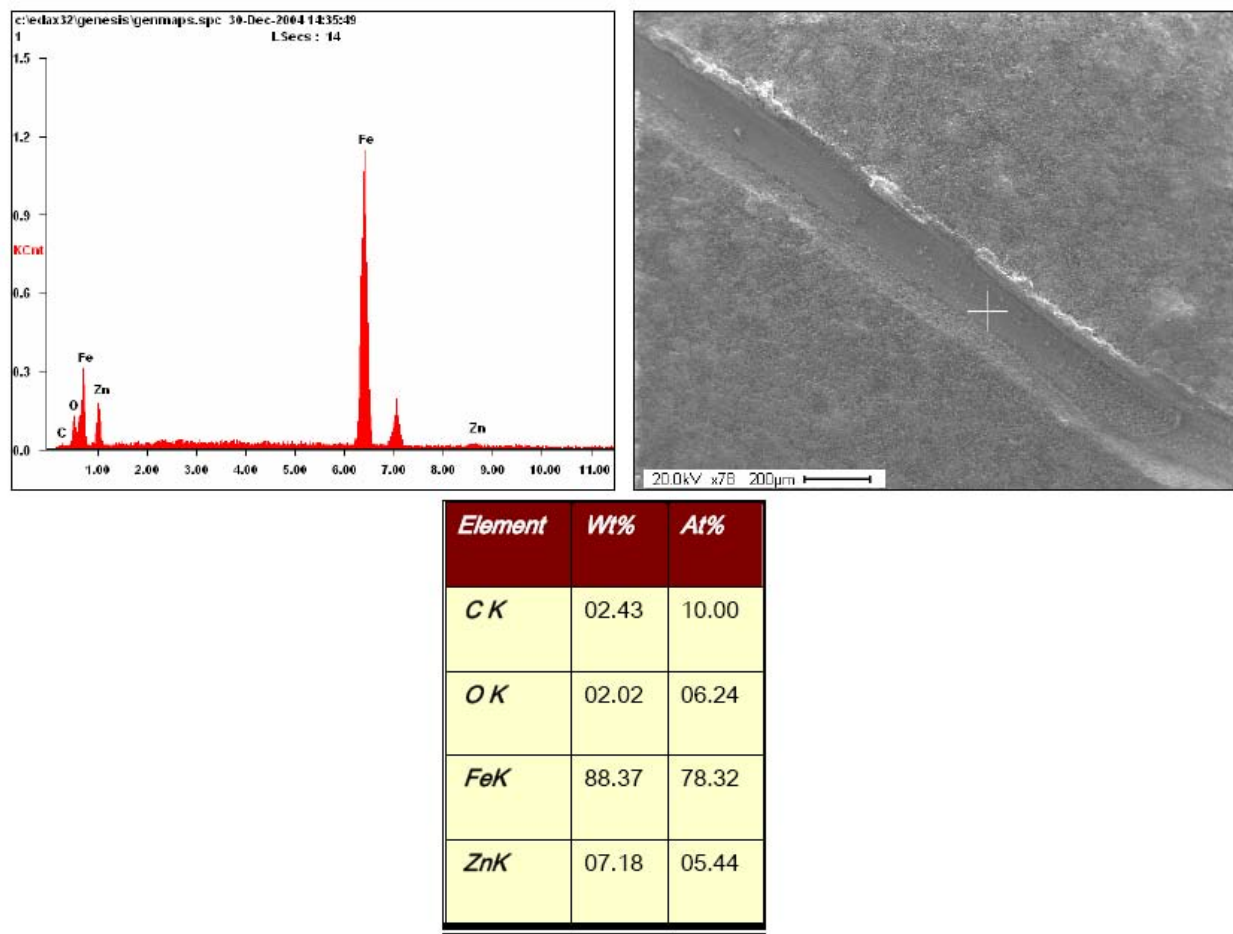 c:\edax32\genesis\genmaps.spc 30-Dec-2004 14:35:49
1 LSecs : 14
1.5
1.2
0.9
KCnt
0.6
0.3
0.0
Fe
Fe
Zn
O
C
Zn
1.00 2.00 3.00 4.00 5.00 6.00 7.00 8.00 9.00 10.00 11.00
20.0kV x78 200µm
Element Wt% At%
C K 02.43 10.00
O K 02.02 06.24
FeK 88.37 78.32
ZnK 07.18 05.44